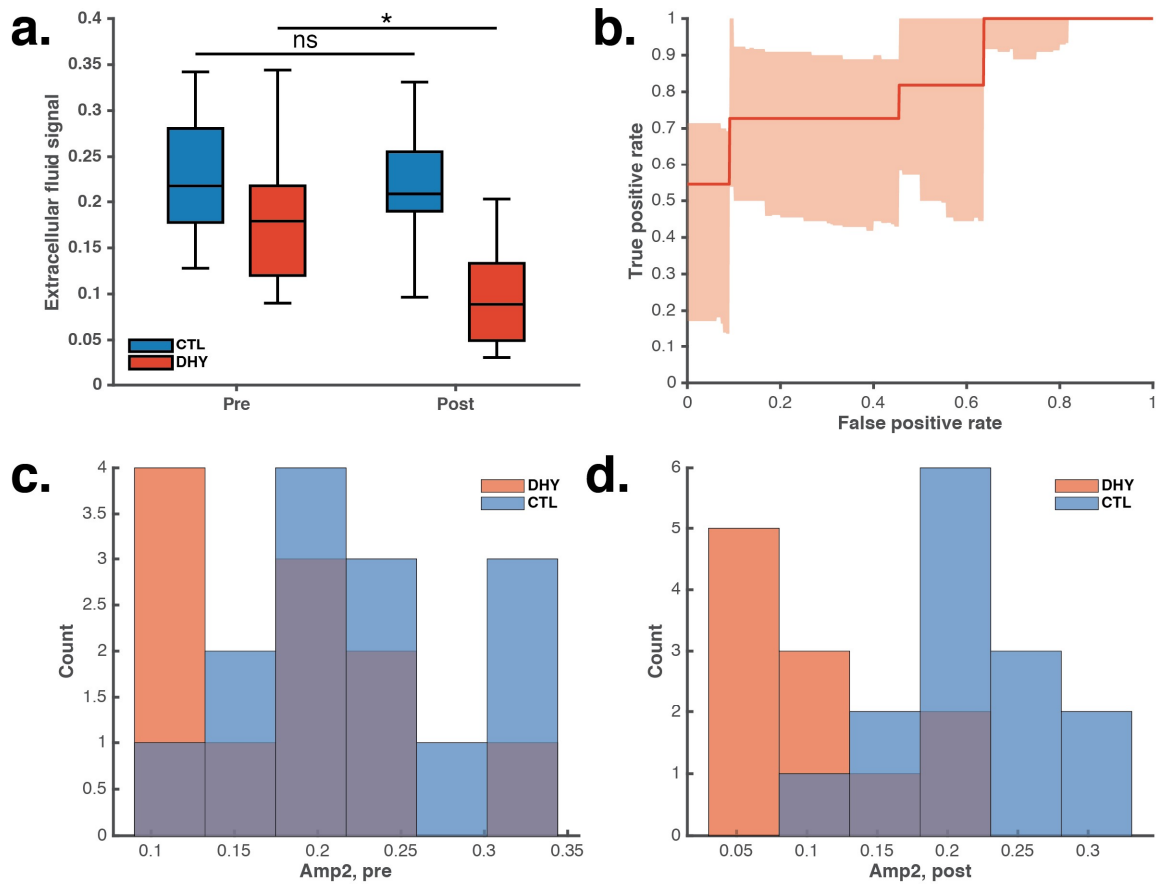 a.
Extracellular fluid signal
0.4
0.35
0.3
0.25
0.2
0.15
0.1
0.05
0
ns
*
CTL
DHY
Pre Post
b.
True positive rate
1
0.9
0.8
0.7
0.6
0.5
0.4
0.3
0.2
0.1
0
0 0.2 0.4 0.6 0.8 1
False positive rate
c.
Count
4
3.5
3
2.5
2
1.5
1
0.5
0
DHY
CTL
0.1 0.15 0.2 0.25 0.3 0.35
Amp2, pre
d.
Count
6
5
4
3
2
1
0
DHY
CTL
0.05 0.1 0.15 0.2 0.25 0.3
Amp2, post